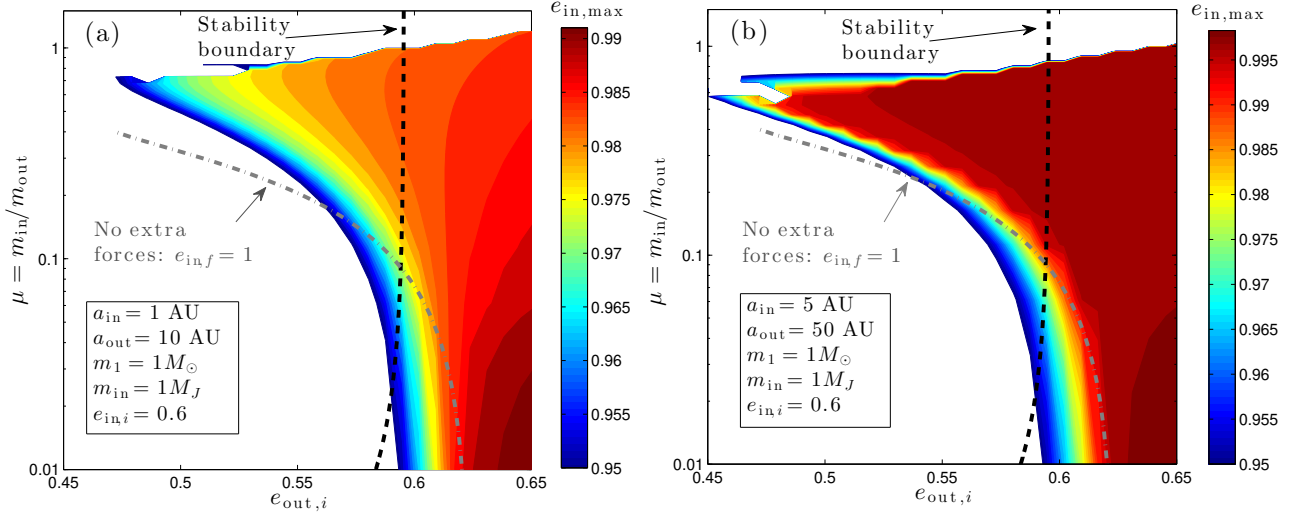 (a)
Stability
boundary
No extra
forces: e_in,f = 1
a_in = 1 AU
a_out = 10 AU
m_1 = 1M_⊙
m_in = 1M_J
e_in,i = 0.6
μ = m_in/m_out
1
0.1
0.01
0.45
0.5
0.55
0.6
0.65
e_out,i
e_in,max
0.99
0.985
0.98
0.975
0.97
0.965
0.96
0.955
0.95
(b)
Stability
boundary
No extra
forces: e_in,f = 1
a_in = 5 AU
a_out = 50 AU
m_1 = 1M_⊙
m_in = 1M_J
e_in,i = 0.6
μ = m_in/m_out
1
0.1
0.01
0.45
0.5
0.55
0.6
0.65
e_out,i
e_in,max
0.995
0.99
0.985
0.98
0.975
0.97
0.965
0.96
0.955
0.95